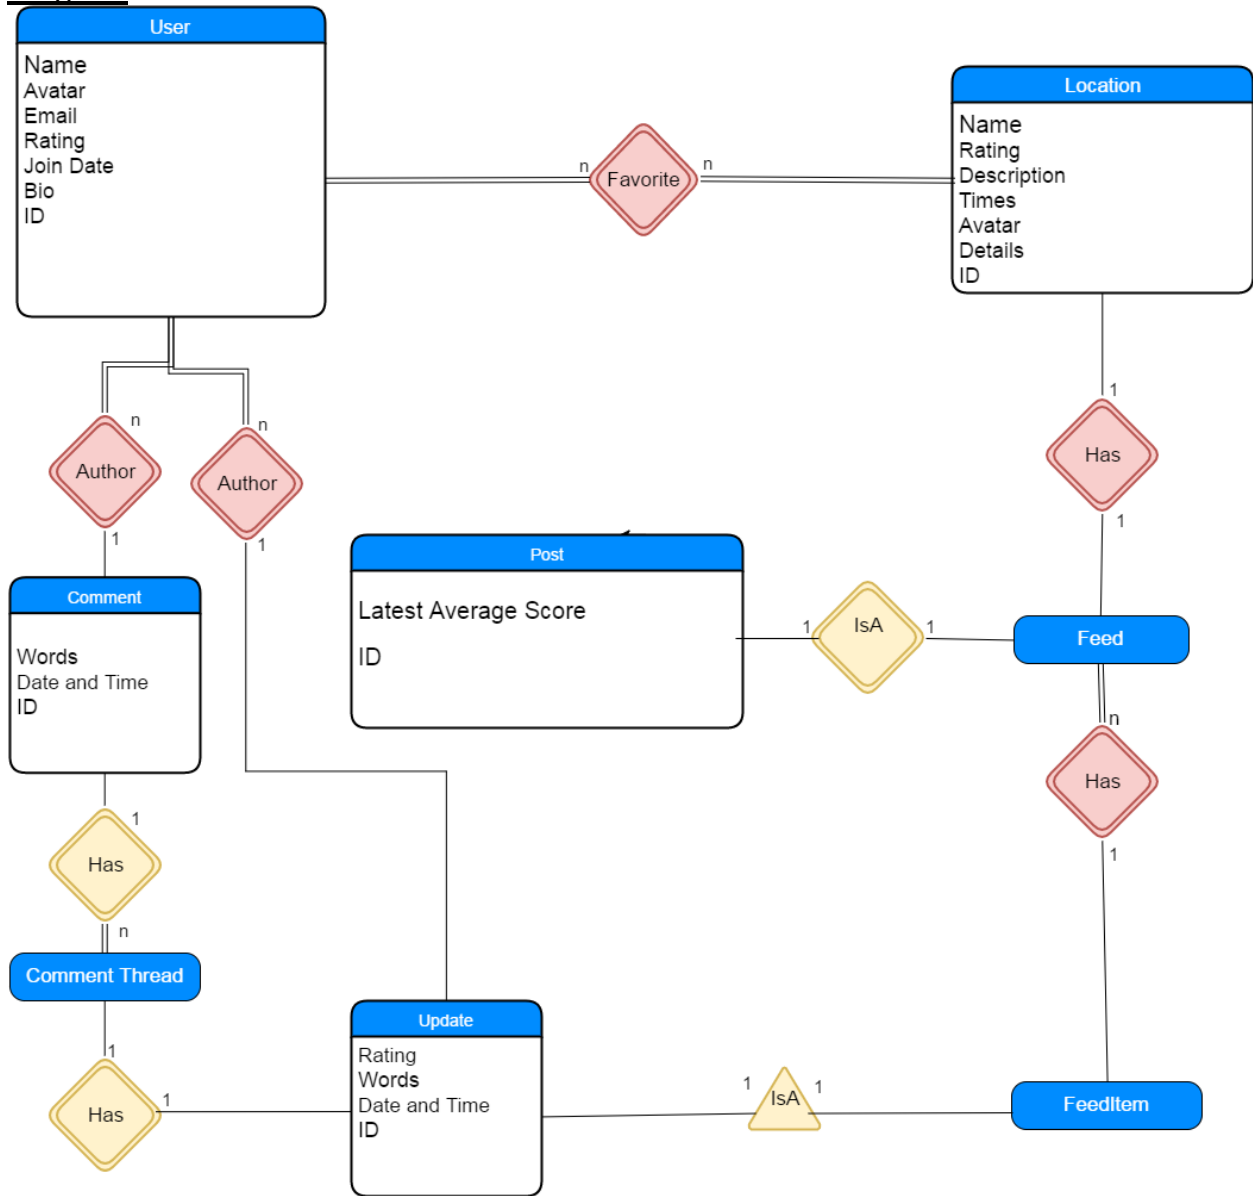 User
Name
Avatar
Email
Rating
Join Date
Bio
ID
Location
Name
Rating
Description
Times
Avatar
Details
ID
n
Favorite
n
n
Author
1
n
Author
1
1
Has
1
Comment
Words
Date and Time
ID
Post
Latest Average Score
ID
1
IsA
1
Feed
n
Has
1
1
Has
n
Comment Thread
1
Has
1
Update
Rating
Words
Date and Time
ID
1
IsA
1
FeedItem